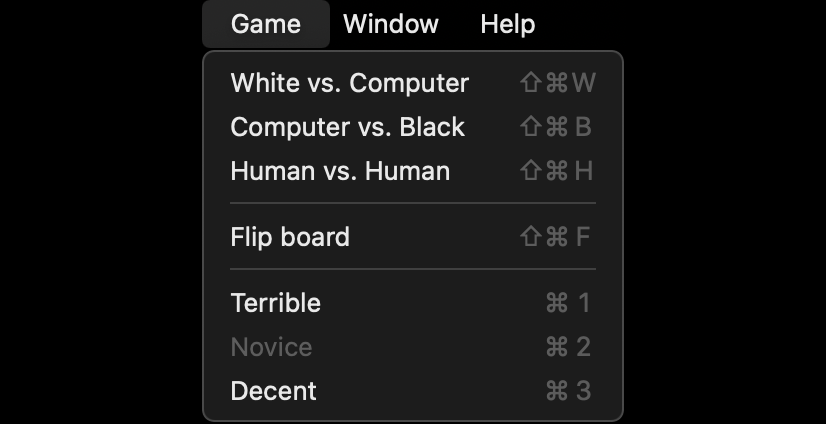 Game Window Help
White vs. Computer ⇧⌘W
Computer vs. Black ⇧⌘B
Human vs. Human ⇧⌘H
Flip board ⇧⌘F
Terrible ⌘1
Novice ⌘2
Decent ⌘3